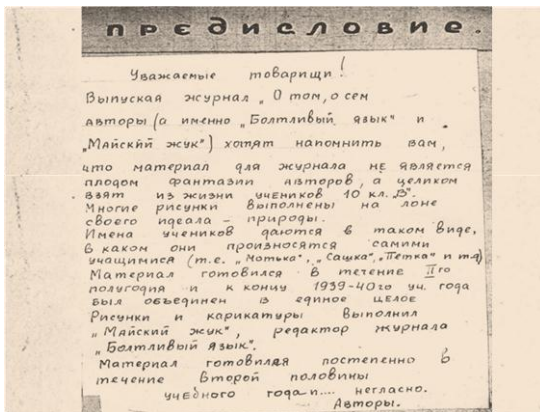 ПРЕДИСЛОВИЕ.
Уважаемые товарищи!
Выпуская журнал „О том, о сем
авторы (а именно „Болтливый язык" и
„Майский жук") хотят напомнить вам,
что материал для журнала не является
плодом фантазии авторов, а целиком
взят из жизни учеников 10 кл. „В".
Многие рисунки выполнены на лоне
своего идеала – природы.
Имена учеников даются в таком виде,
в каком они произносятся самими
учащимися (т.е. „Мотька", „Сашка", „Петка" и т.д)
Материал готовился в течение IIго
полугодия и к концу 1939-40го уч. года
был объединен в единое целое
Рисунки и карикатуры выполнил
„Майский жук", редактор журнала
„Болтливый язык".
Материал готовился постепенно в
течение второй половины
учебного года и.... негласно.
Авторы.